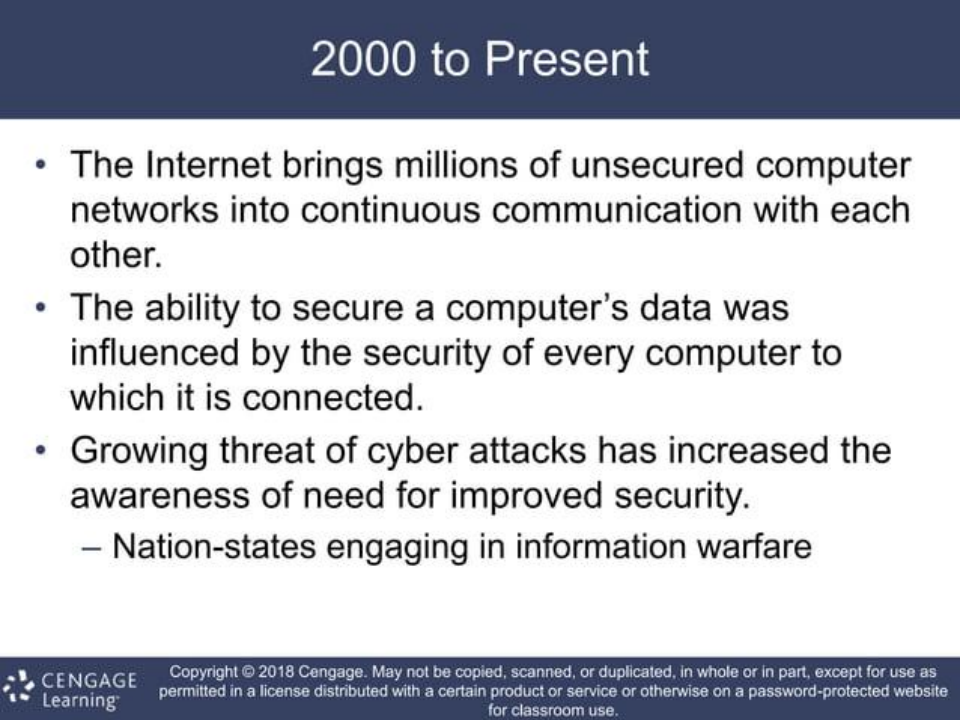 2000 to Present
• The Internet brings millions of unsecured computer
networks into continuous communication with each
other.
• The ability to secure a computer’s data was
influenced by the security of every computer to
which it is connected.
• Growing threat of cyber attacks has increased the
awareness of need for improved security.
– Nation-states engaging in information warfare
CENGAGE
Learning™
Copyright © 2018 Cengage. May not be copied, scanned, or duplicated, in whole or in part, except for use as
permitted in a license distributed with a certain product or service or otherwise on a password-protected website
for classroom use.